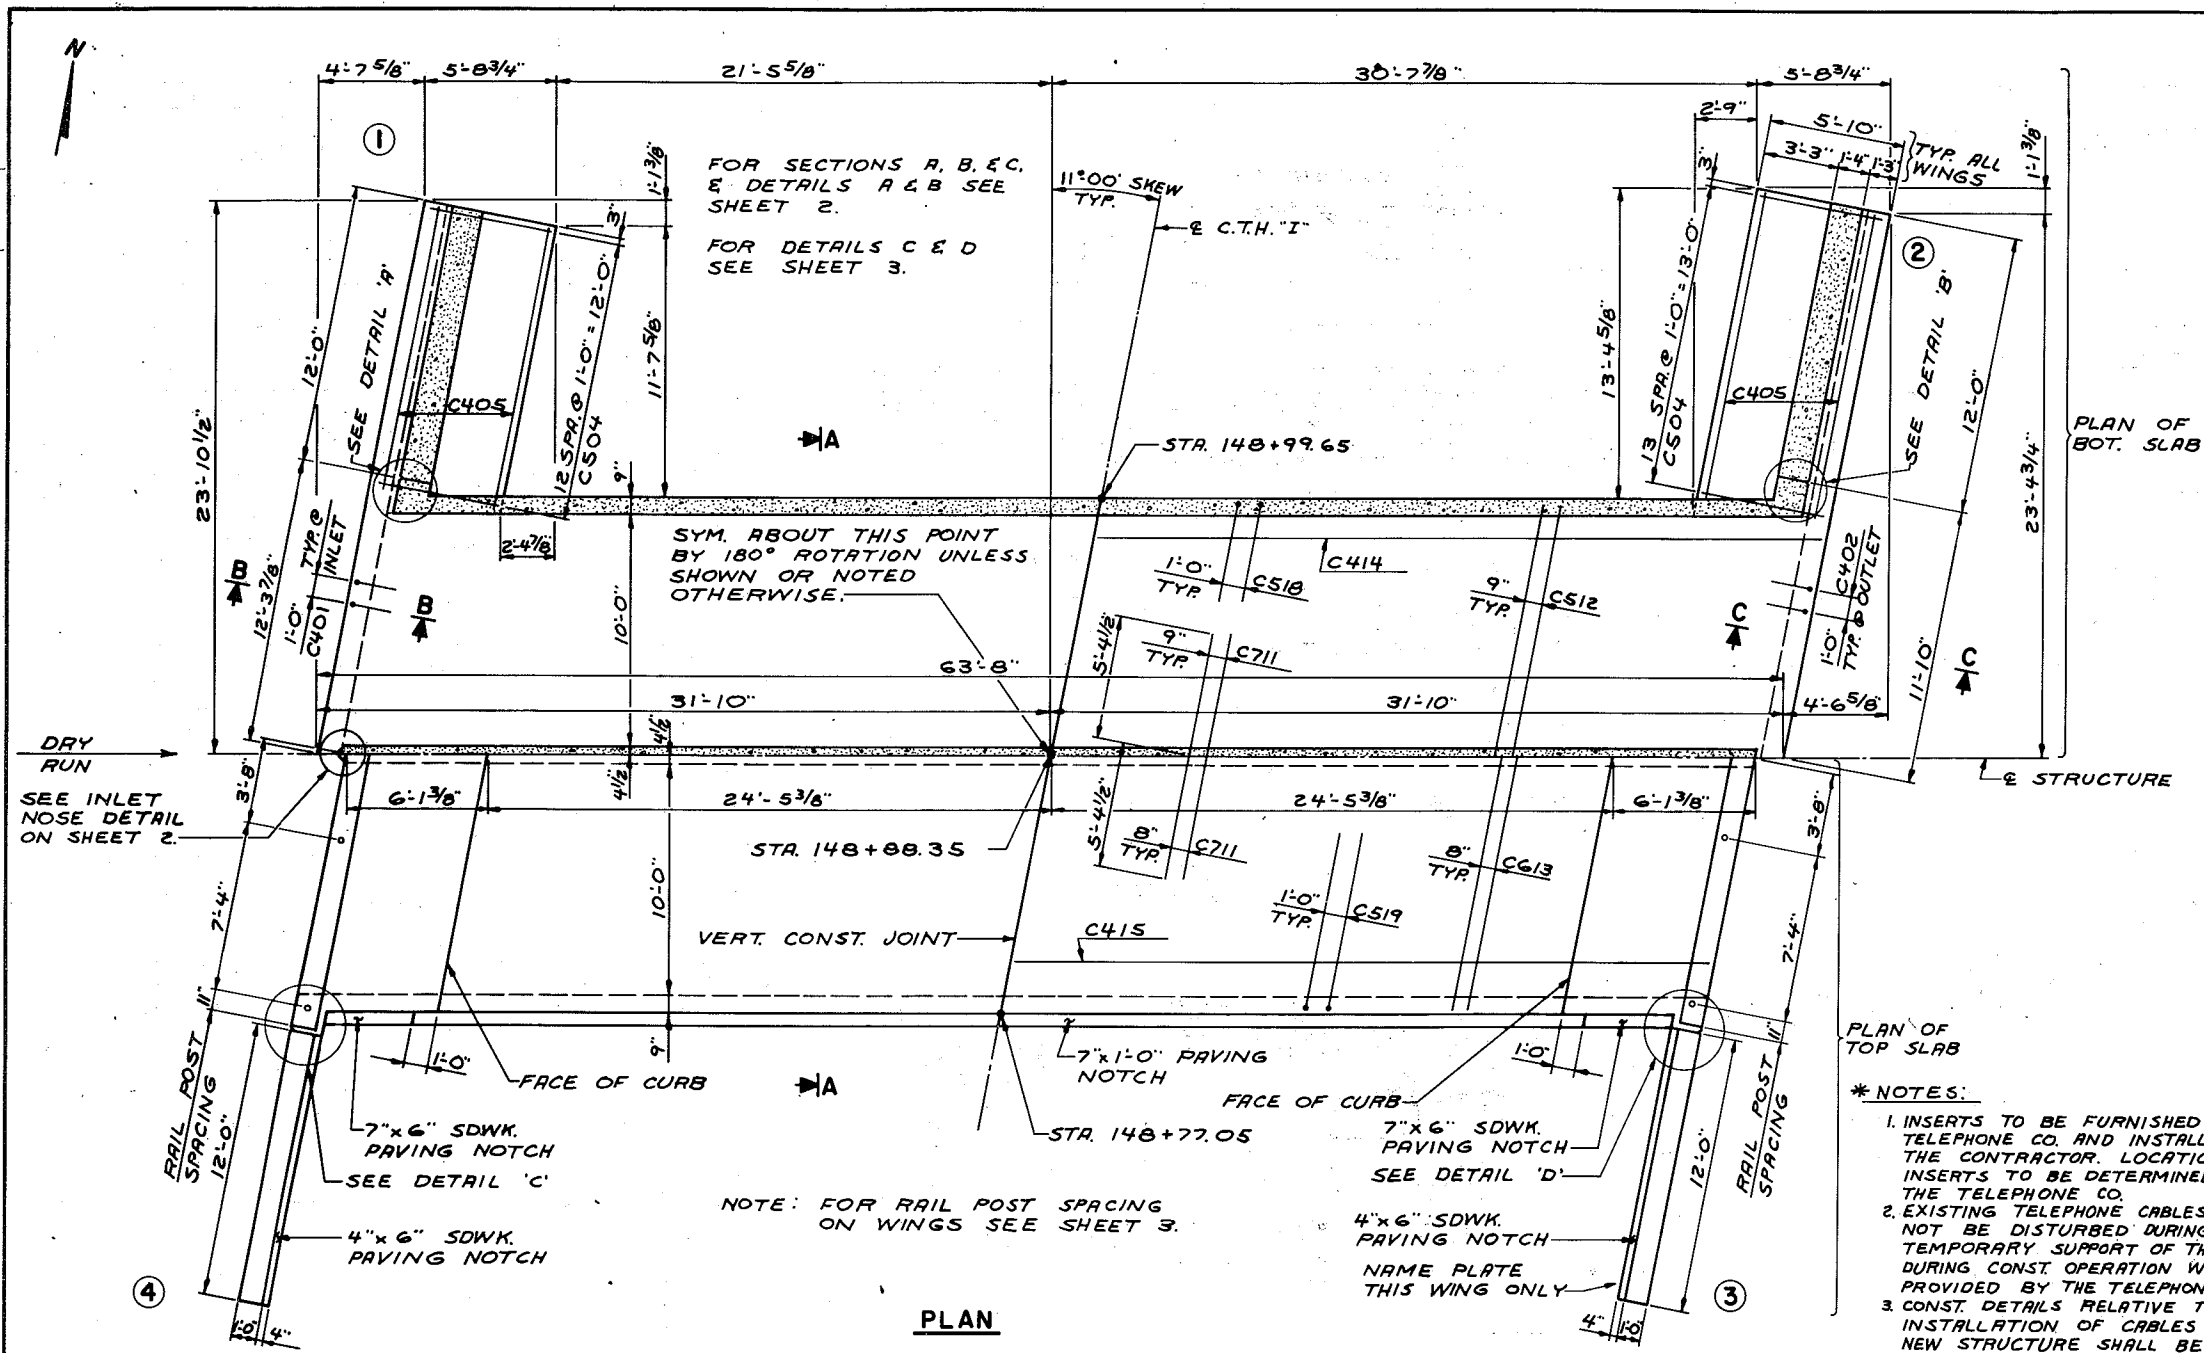 N
4'-7 5/8" 5'-8 3/4" 21'-5 5/8" 30'-7 7/8" 5'-8 3/4"
2'-9"
5'-10"
3'-3" 1'-4" 1'-3"
TYP. ALL
WINGS
1'-1 3/8"
1
1'-1 3/8"
3"
3"
FOR SECTIONS A, B, & C,
& DETAILS A & B SEE
SHEET 2.
FOR DETAILS C & D
SEE SHEET 3.
11°00' SKEW
TYP.
℄ C.T.H. "I"
2
12'-0"
SEE DETAIL 'A'
23'-10 1/2"
C405
12 SPA. @ 1'-0" = 12'-0"
C504
11'-7 5/8"
9"
A
STA. 148+99.65
13'-4 5/8"
13 SPA. @ 1'-0" = 13'-0"
C504
C405
SEE DETAIL 'B'
12'-0"
23'-4 3/4"
PLAN OF
BOT. SLAB
2'-4 7/8"
SYM. ABOUT THIS POINT
BY 180° ROTATION UNLESS
SHOWN OR NOTED
OTHERWISE.
C414
1'-0"
TYP.
C518
9"
TYP.
C512
B
B
12'-3 7/8"
1'-0"
C401
TYP. @
INLET
10'-0"
5'-4 1/2"
9"
TYP.
C711
C
C
1'-0"
C402
TYP. @ OUTLET
11'-10"
63'-8"
31'-10" 31'-10" 4'-6 5/8"
4 1/2"
4 1/2"
DRY
RUN
℄ STRUCTURE
SEE INLET
NOSE DETAIL
ON SHEET 2.
3'-8"
6'-1 3/8" 24'-5 3/8" 24'-5 3/8" 6'-1 3/8"
3'-8"
STA. 148+88.35
5'-4 1/2"
8"
TYP.
C711
8"
TYP.
C613
7'-4"
10'-0"
1'-0"
TYP.
C519
7'-4"
VERT. CONST. JOINT
C415
11"
11"
9"
1'-0"
FACE OF CURB
A
7"x 1'-0" PAVING
NOTCH
1'-0"
FACE OF CURB
PLAN OF
TOP SLAB
RAIL POST
SPACING
12'-0"
7"x 6" SDWK.
PAVING NOTCH
SEE DETAIL 'C'
STA. 148+77.05
7"x 6" SDWK.
PAVING NOTCH
SEE DETAIL 'D'
12'-0"
RAIL POST
SPACING
NOTE: FOR RAIL POST SPACING
ON WINGS SEE SHEET 3.
4"x 6" SDWK.
PAVING NOTCH
4"x 6" SDWK.
PAVING NOTCH
NAME PLATE
THIS WING ONLY
4
3
1'-0" 4"
4" 1'-0"
PLAN
* NOTES:
1. INSERTS TO BE FURNISHED
TELEPHONE CO. AND INSTALL
THE CONTRACTOR. LOCATIO
INSERTS TO BE DETERMINE
THE TELEPHONE CO.
2. EXISTING TELEPHONE CABLES
NOT BE DISTURBED DURING
TEMPORARY SUPPORT OF TH
DURING CONST. OPERATION W
PROVIDED BY THE TELEPHON
3. CONST. DETAILS RELATIVE T
INSTALLATION OF CABLES
NEW STRUCTURE SHALL BE